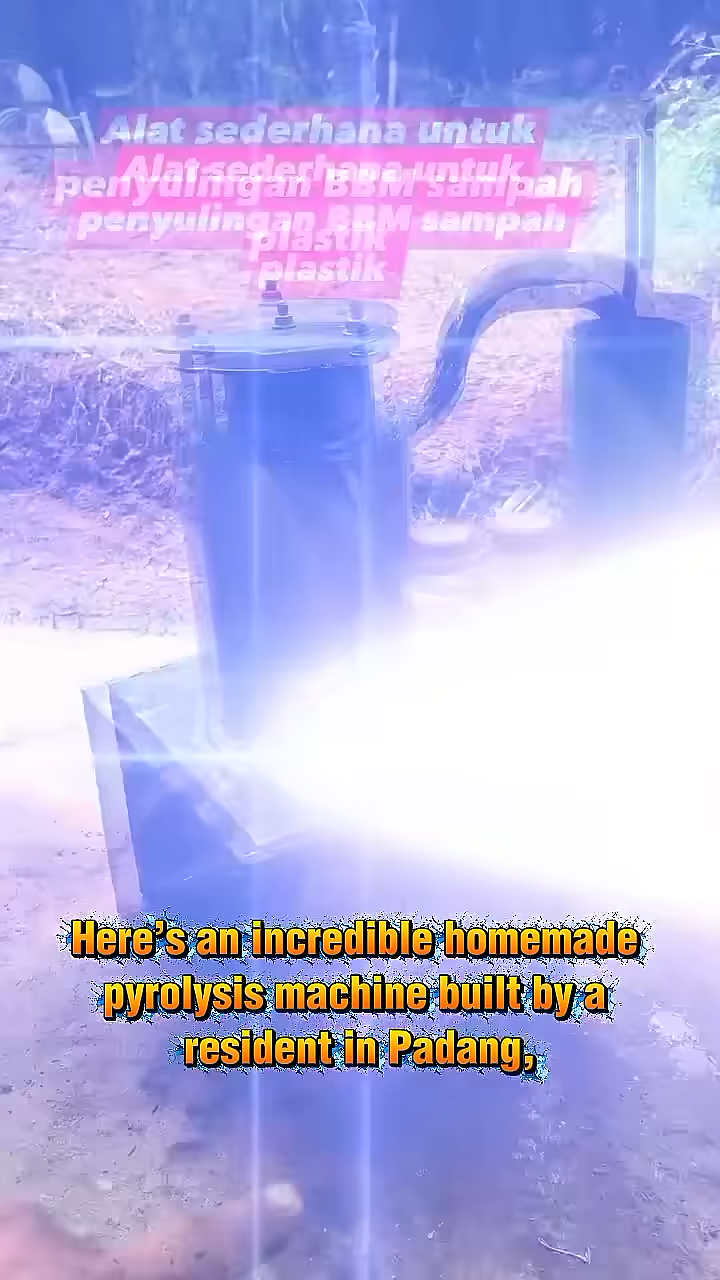 Alat sederhana untuk
Alat sederhana untuk
penyulingan BBM sampah
penyulingan BBM sampah
plastik
plastik
Here's an incredible homemade
pyrolysis machine built by a
resident in Padang,